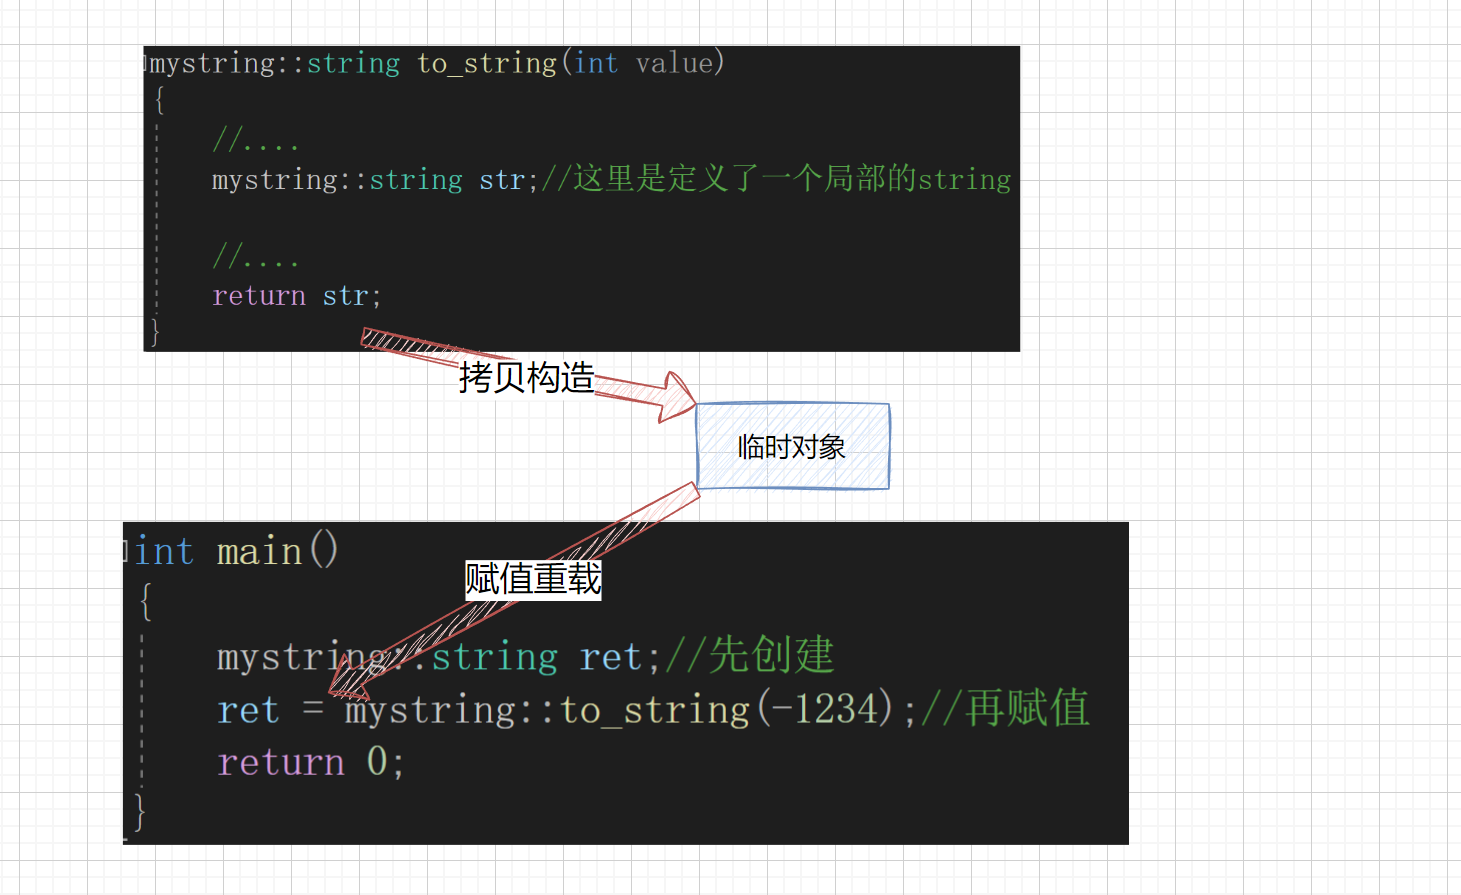 mystring::string to_string(int value)
{
//....
mystring::string str;//这里是定义了一个局部的string
//....
return str;
}
拷贝构造
临时对象
int main()
{
赋值重载
mystring::string ret;//先创建
ret = mystring::to_string(-1234);//再赋值
return 0;
}